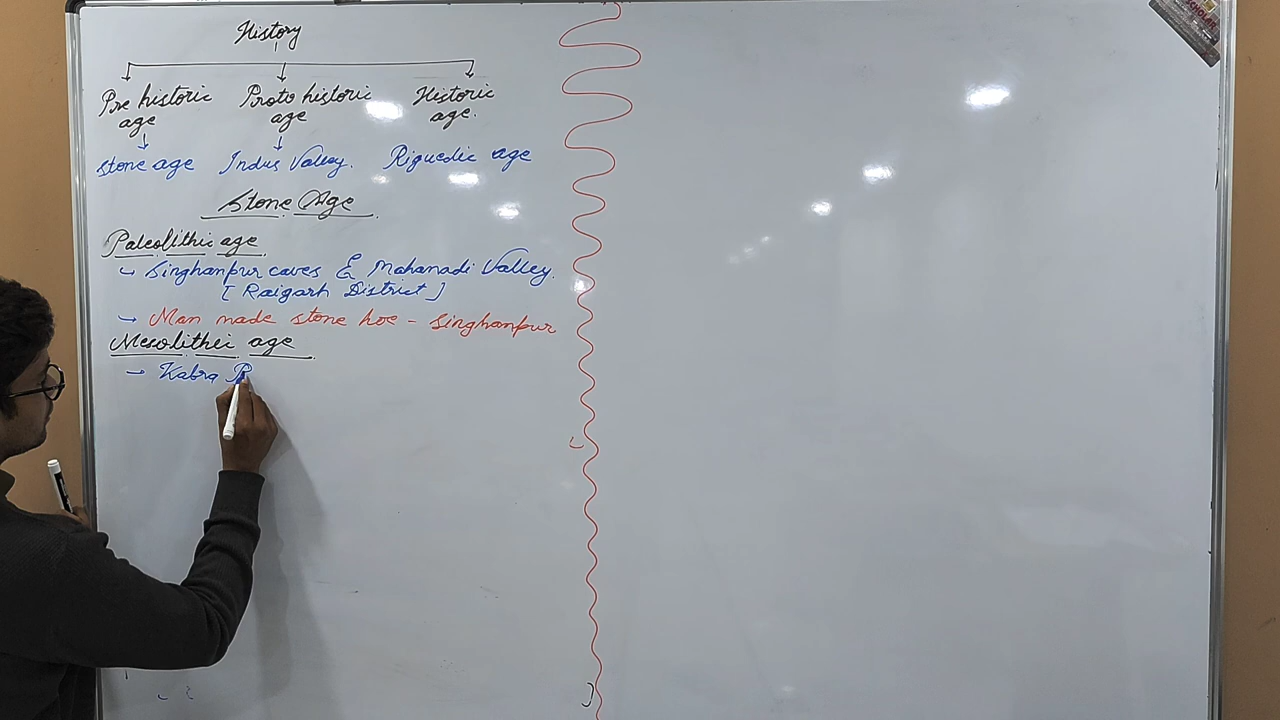 History
Pre historic age
Proto historic age
Historic age.
Stone age Indus Valley. Rigvedic age
Stone Age
Paleolithic age
Singhanpur caves & Mahanadi Valley.
[Raigarh District]
→ Man made stone hoe - Singhanpur
Mesolithic age
→ Kabra P
SCHOLAR